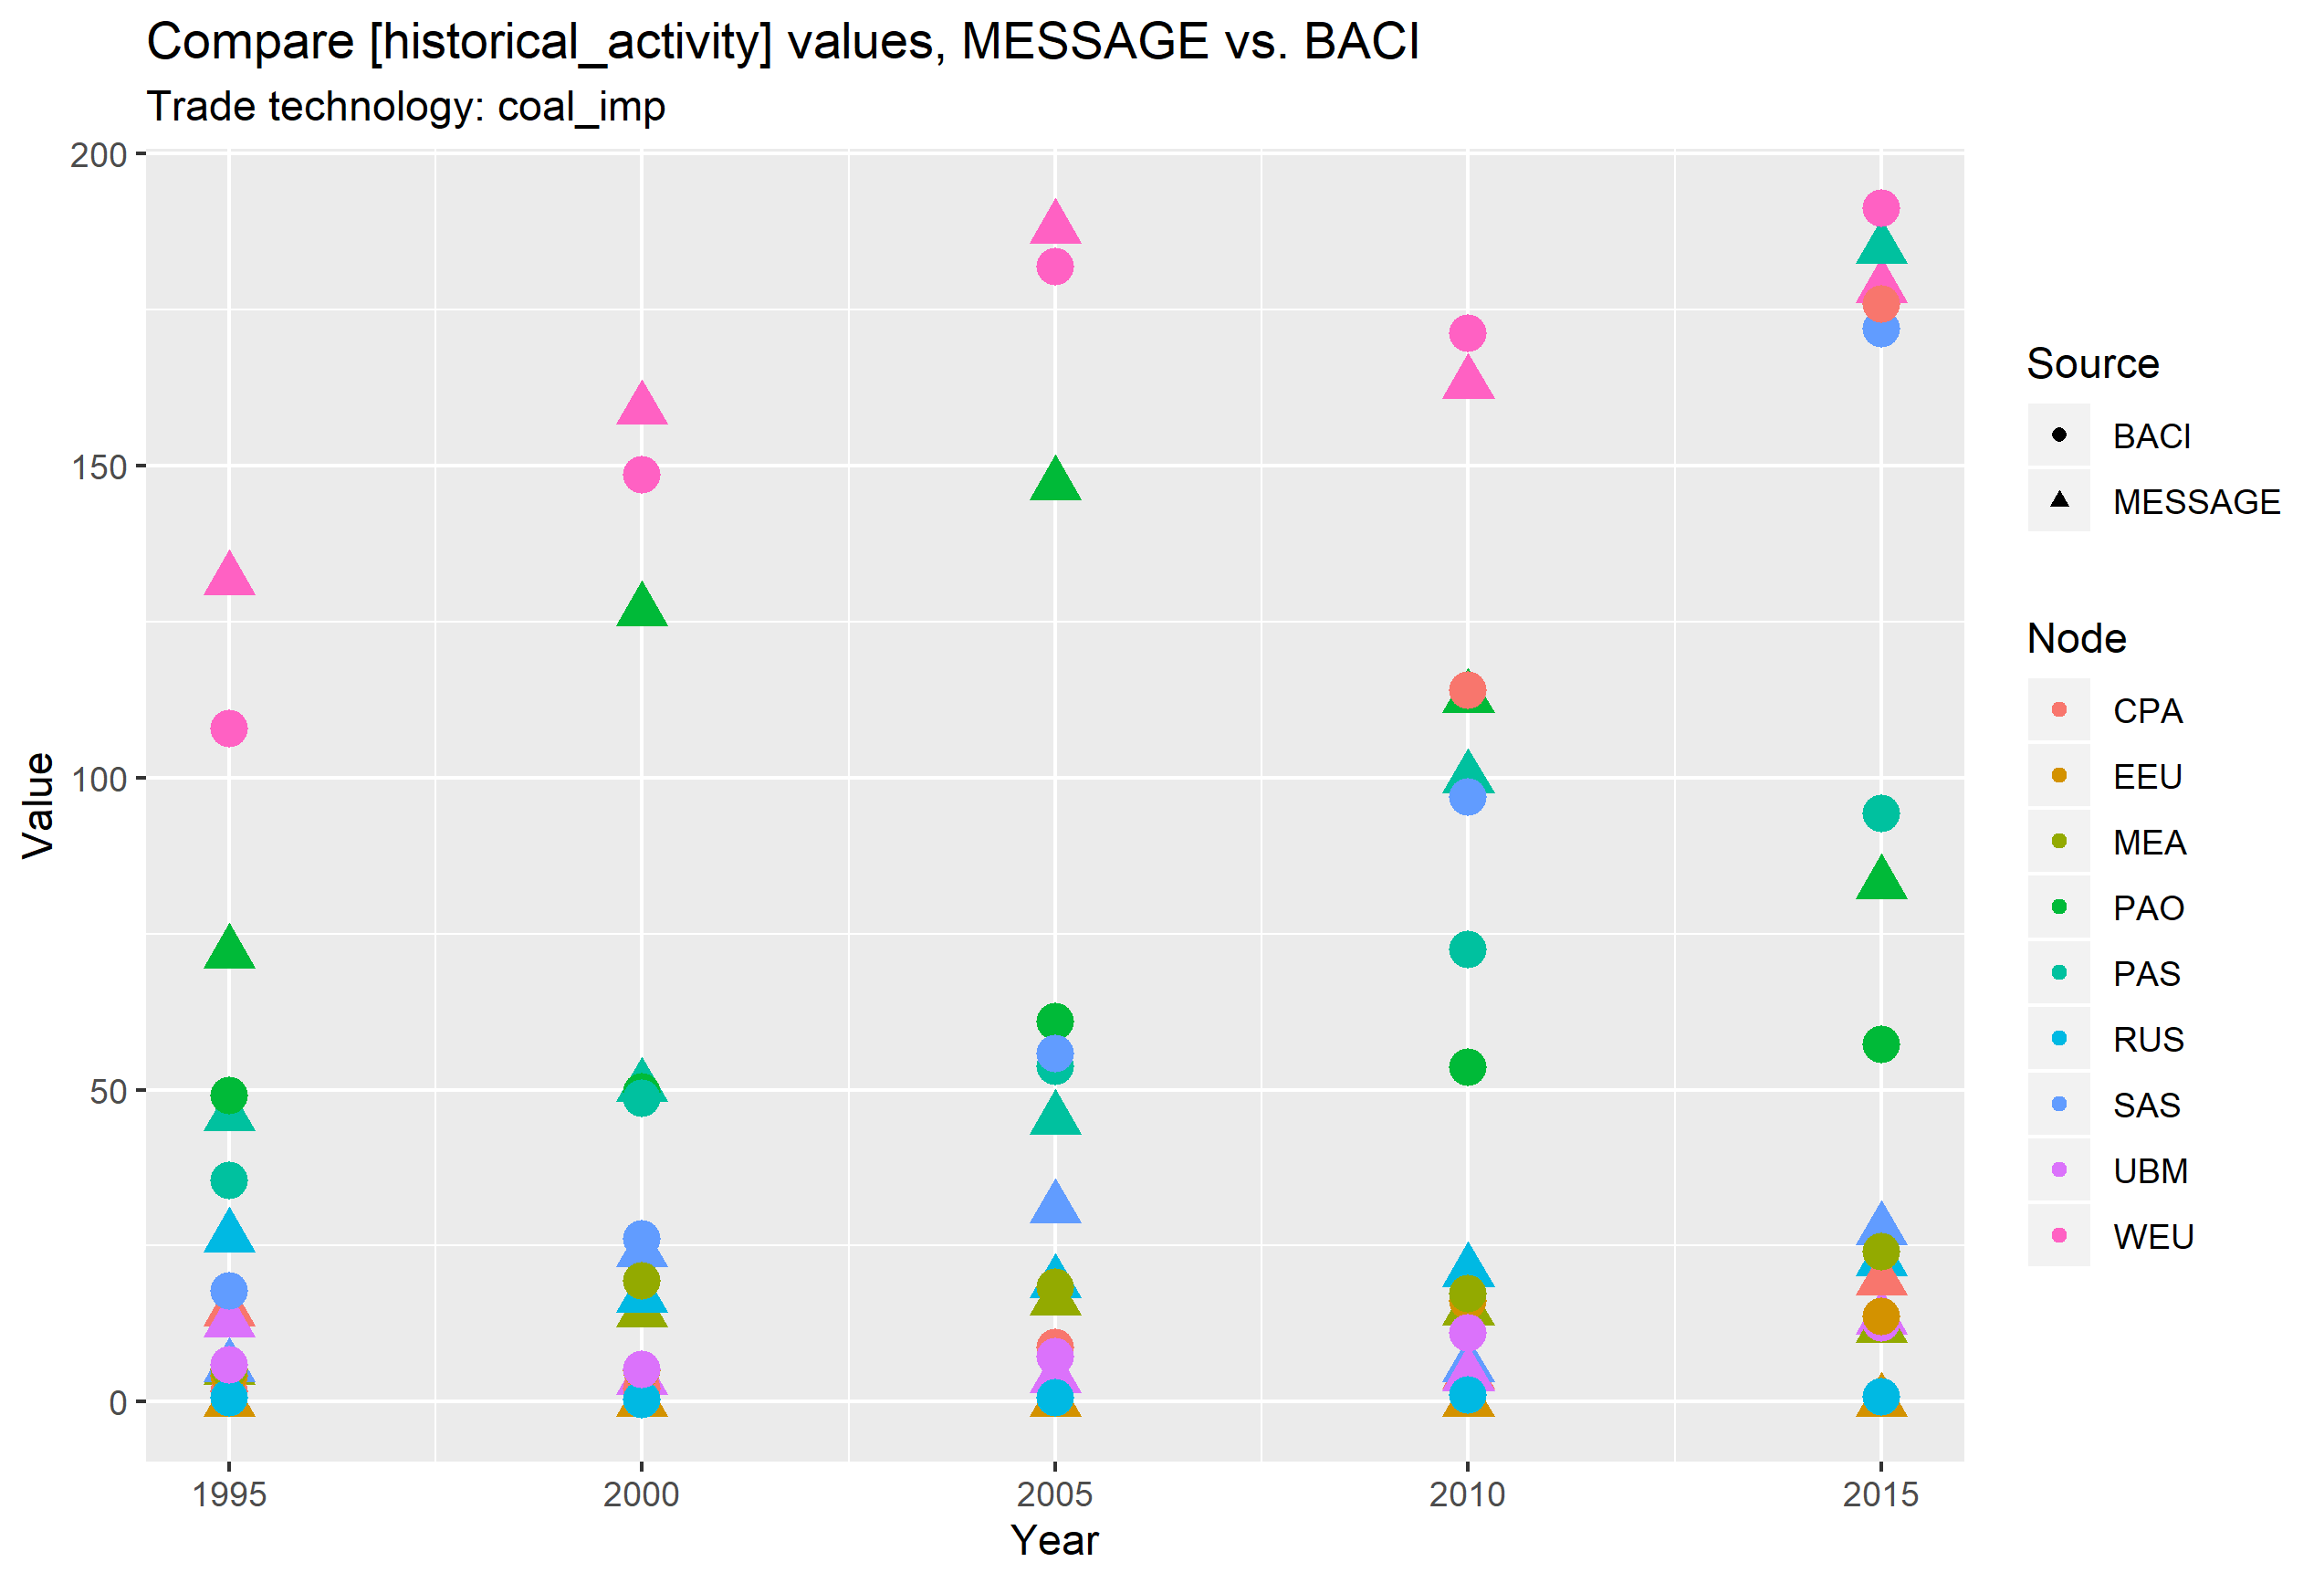 Compare [historical_activity] values, MESSAGE vs. BACI
Trade technology: coal_imp
200
150
100
50
0
Value
1995
2000
2005
2010
2015
Year
Source
BACI
MESSAGE
Node
CPA
EEU
MEA
PAO
PAS
RUS
SAS
UBM
WEU